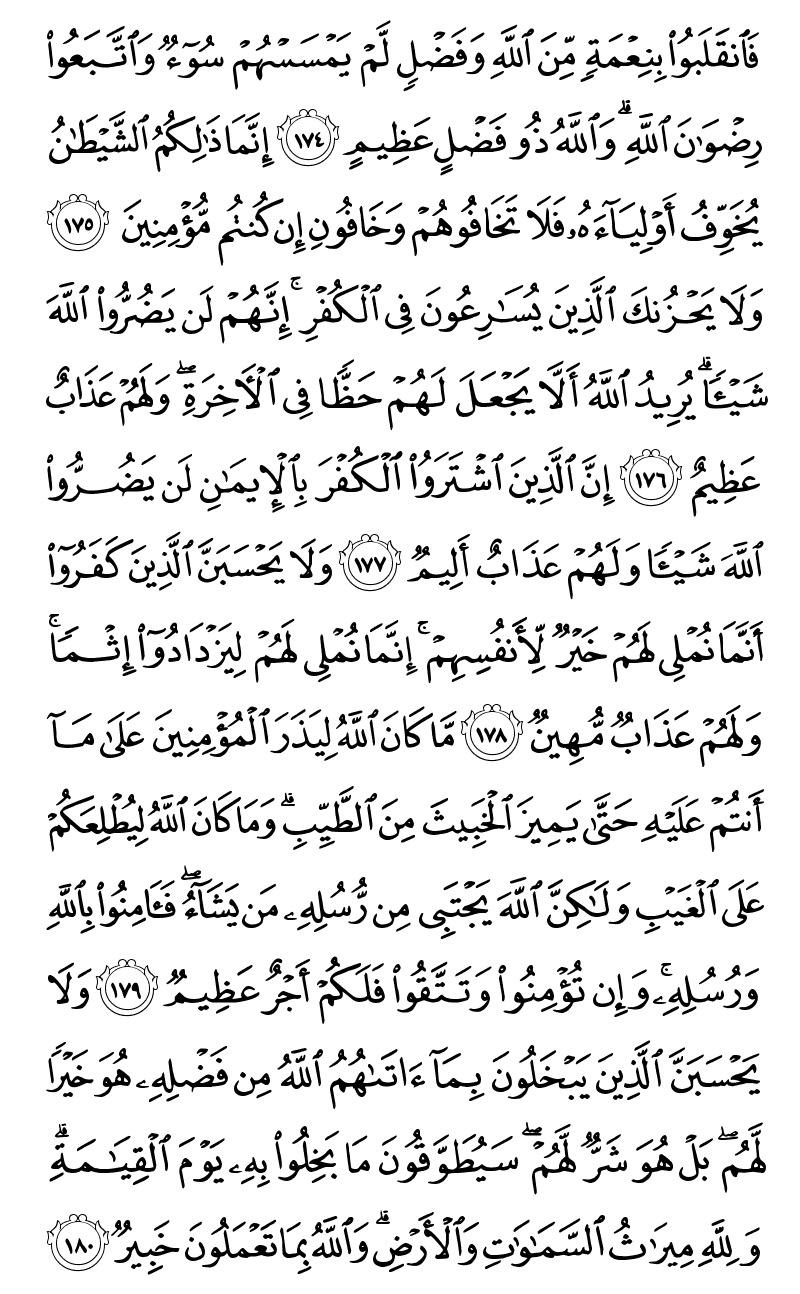 فَٱنقَلَبُوا۟ بِنِعْمَةٍ مِّنَ ٱللَّهِ وَفَضْلٍ لَّمْ يَمْسَسْهُمْ سُوٓءٌ وَٱتَّبَعُوا۟
رِضْوَٰنَ ٱللَّهِ ۗ وَٱللَّهُ ذُو فَضْلٍ عَظِيمٍ ١٧٤ إِنَّمَا ذَٰلِكُمُ ٱلشَّيْطَٰنُ
يُخَوِّفُ أَوْلِيَآءَهُۥ فَلَا تَخَافُوهُمْ وَخَافُونِ إِن كُنتُم مُّؤْمِنِينَ ١٧٥
وَلَا يَحْزُنكَ ٱلَّذِينَ يُسَٰرِعُونَ فِى ٱلْكُفْرِ ۚ إِنَّهُمْ لَن يَضُرُّوا۟ ٱللَّهَ
شَيْـًٔا ۗ يُرِيدُ ٱللَّهُ أَلَّا يَجْعَلَ لَهُمْ حَظًّا فِى ٱلْـَٔاخِرَةِ ۖ وَلَهُمْ عَذَابٌ
عَظِيمٌ ١٧٦ إِنَّ ٱلَّذِينَ ٱشْتَرَوُا۟ ٱلْكُفْرَ بِٱلْإِيمَٰنِ لَن يَضُرُّوا۟
ٱللَّهَ شَيْـًٔا وَلَهُمْ عَذَابٌ أَلِيمٌ ١٧٧ وَلَا يَحْسَبَنَّ ٱلَّذِينَ كَفَرُوٓا۟
أَنَّمَا نُمْلِى لَهُمْ خَيْرٌ لِّأَنفُسِهِمْ ۚ إِنَّمَا نُمْلِى لَهُمْ لِيَزْدَادُوٓا۟ إِثْمًا ۚ
وَلَهُمْ عَذَابٌ مُّهِينٌ ١٧٨ مَّا كَانَ ٱللَّهُ لِيَذَرَ ٱلْمُؤْمِنِينَ عَلَىٰ مَآ
أَنتُمْ عَلَيْهِ حَتَّىٰ يَمِيزَ ٱلْخَبِيثَ مِنَ ٱلطَّيِّبِ ۗ وَمَا كَانَ ٱللَّهُ لِيُطْلِعَكُمْ
عَلَى ٱلْغَيْبِ وَلَٰكِنَّ ٱللَّهَ يَجْتَبِى مِن رُّسُلِهِۦ مَن يَشَآءُ ۖ فَـَٔامِنُوا۟ بِٱللَّهِ
وَرُسُلِهِۦ ۚ وَإِن تُؤْمِنُوا۟ وَتَتَّقُوا۟ فَلَكُمْ أَجْرٌ عَظِيمٌ ١٧٩ وَلَا
يَحْسَبَنَّ ٱلَّذِينَ يَبْخَلُونَ بِمَآ ءَاتَىٰهُمُ ٱللَّهُ مِن فَضْلِهِۦ هُوَ خَيْرًا
لَّهُم ۖ بَلْ هُوَ شَرٌّ لَّهُمْ ۖ سَيُطَوَّقُونَ مَا بَخِلُوا۟ بِهِۦ يَوْمَ ٱلْقِيَٰمَةِ ۗ
وَلِلَّهِ مِيرَٰثُ ٱلسَّمَٰوَٰتِ وَٱلْأَرْضِ ۗ وَٱللَّهُ بِمَا تَعْمَلُونَ خَبِيرٌ ١٨٠